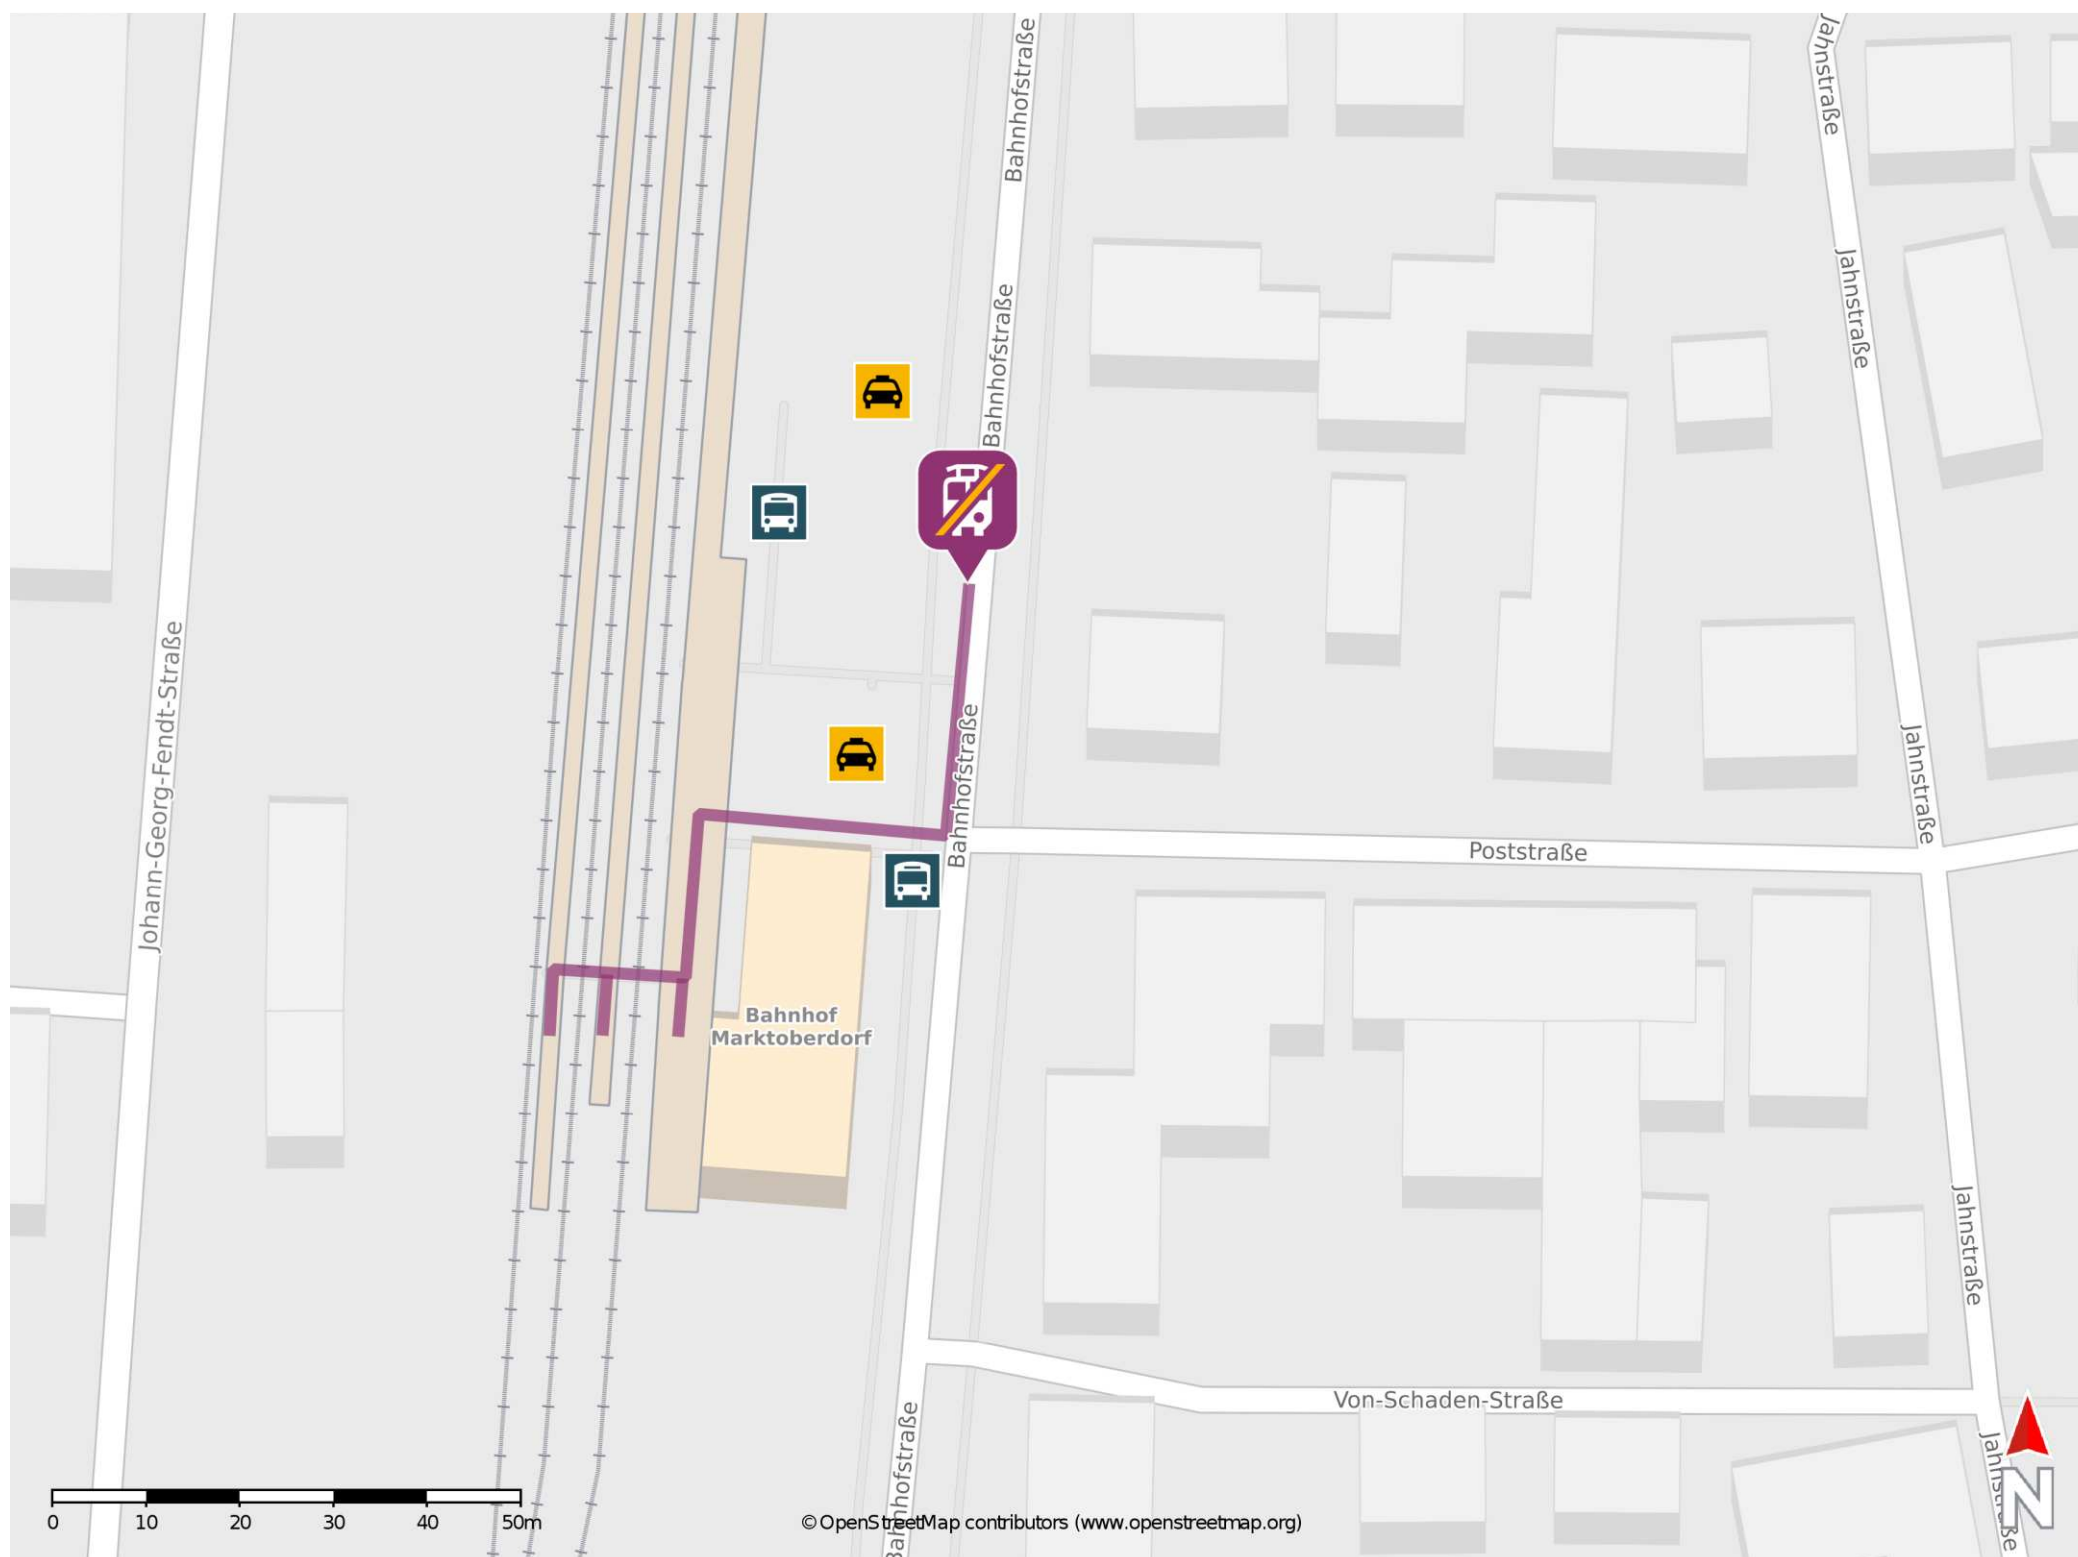 Bahnhofstraße
Jahnstraße
Jahnstraße
Bahnhofstraße
Johann-Georg-Fendt-Straße
Bahnhofstraße
Jahnstraße
Poststraße
Bahnhof
Marktoberdorf
Jahnstraße
Von-Schaden-Straße
Bahnhofstraße
Jahnstraße
N
0 10 20 30 40 50m
© OpenStreetMap contributors (www.openstreetmap.org)